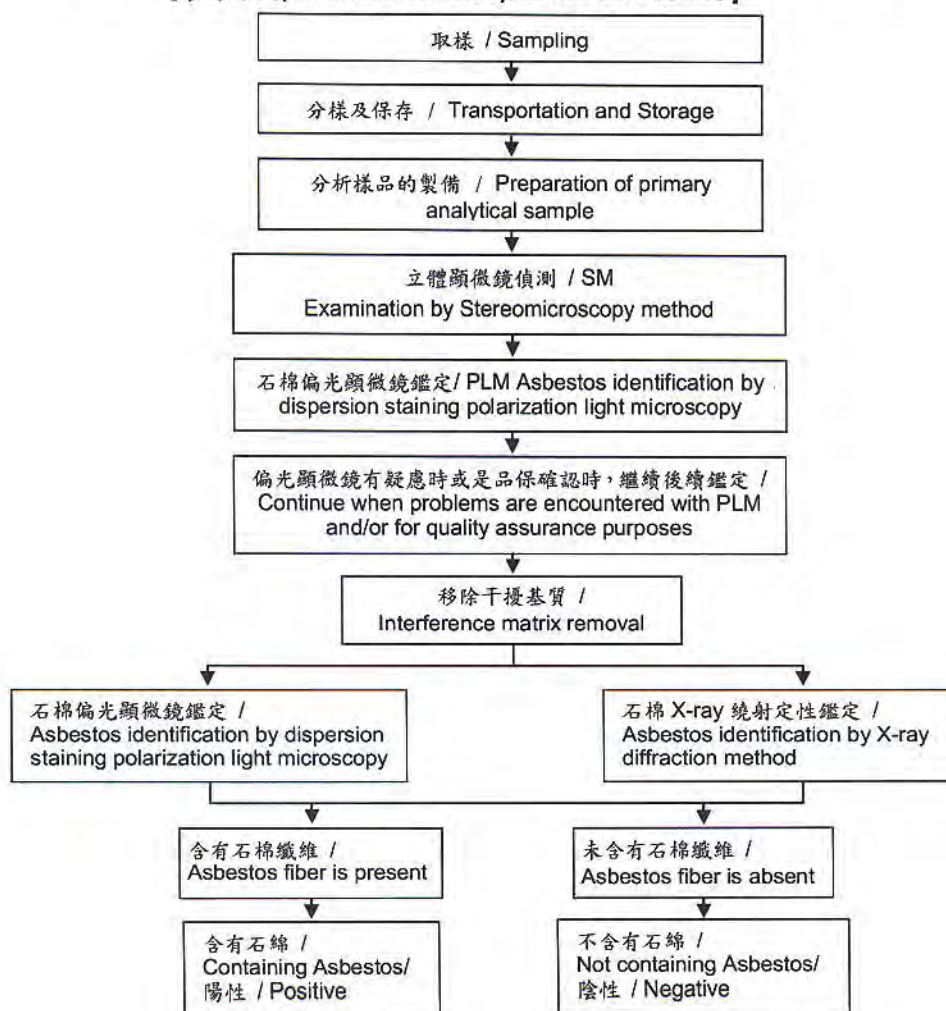 取樣 / Sampling
分樣及保存 / Transportation and Storage
分析樣品的製備 / Preparation of primary
analytical sample
立體顯微鏡偵測 / SM
Examination by Stereomicroscopy method
石棉偏光顯微鏡鑑定/ PLM Asbestos identification by
dispersion staining polarization light microscopy
偏光顯微鏡有疑慮時或是品保確認時，繼續後續鑑定 /
Continue when problems are encountered with PLM
and/or for quality assurance purposes
移除干擾基質 /
Interference matrix removal
石棉偏光顯微鏡鑑定 /
Asbestos identification by dispersion
staining polarization light microscopy
石棉 X-ray 繞射定性鑑定 /
Asbestos identification by X-ray
diffraction method
含有石棉纖維 /
Asbestos fiber is present
未含有石棉纖維 /
Asbestos fiber is absent
含有石綿 /
Containing Asbestos/
陽性 / Positive
不含有石綿 /
Not containing Asbestos/
陰性 / Negative